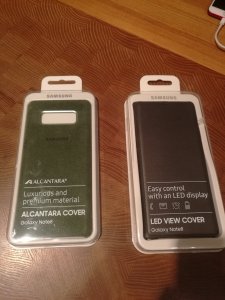 SAMSUNG
ALCANTARA®
Luxurious and
premium material
ALCANTARA COVER
Galaxy Note8
SAMSUNG
Easy control
with an LED display
LED VIEW COVER
Galaxy Note8